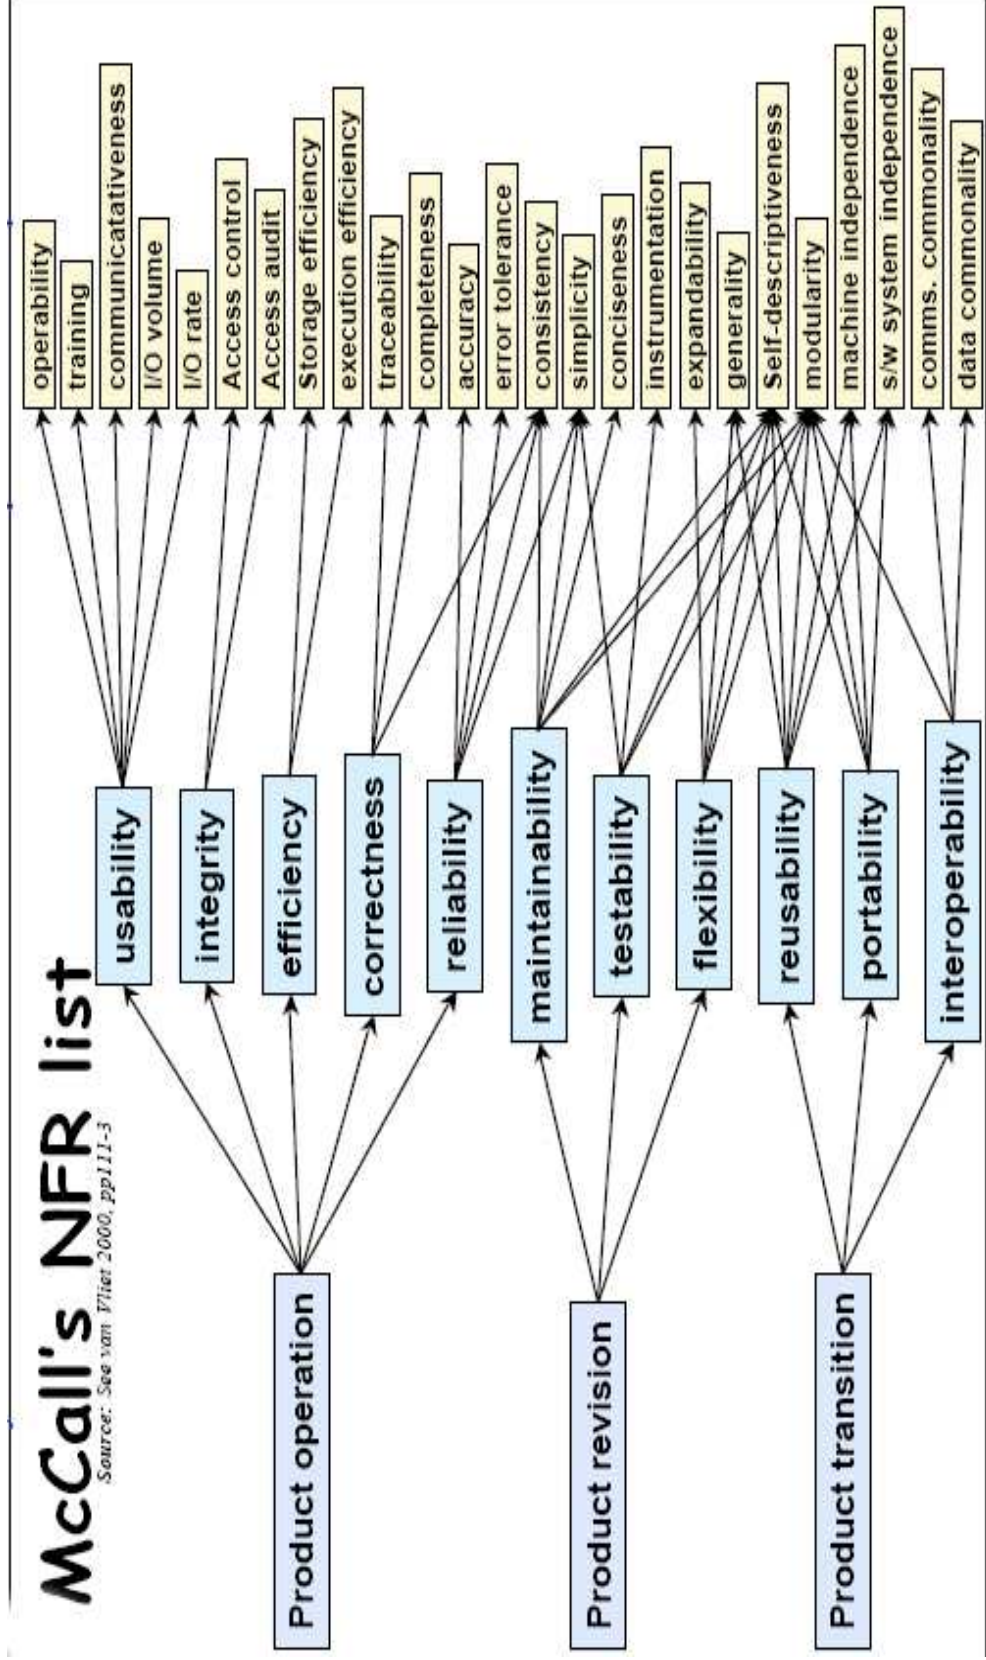 McCall's NFR list
Source: See van Vliet 2000, pp111-3
Product operation
Product revision
Product transition
usability
integrity
efficiency
correctness
reliability
maintainability
testability
flexibility
reusability
portability
interoperability
operability
training
communicatativeness
I/O volume
I/O rate
Access control
Access audit
Storage efficiency
execution efficiency
traceability
completeness
accuracy
error tolerance
consistency
simplicity
conciseness
instrumentation
expandability
generality
Self-descriptiveness
modularity
machine independence
s/w system independence
comms. commonality
data commonality